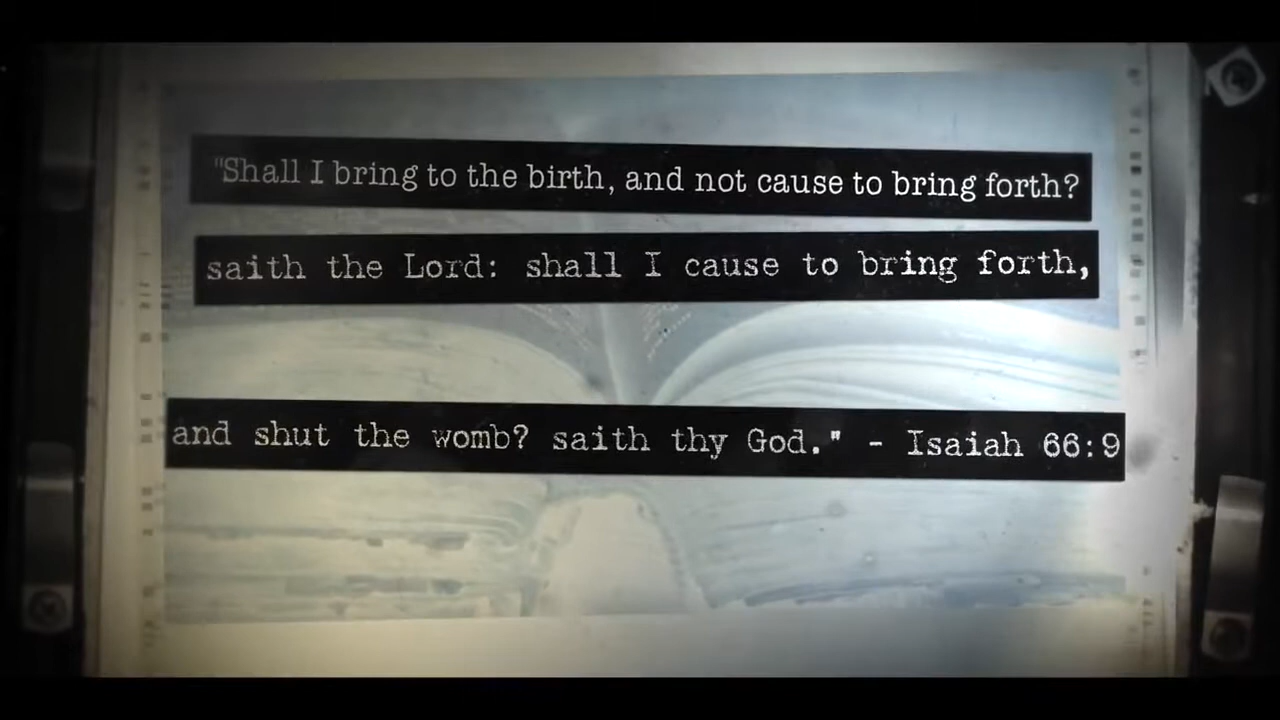 "Shall I bring to the birth, and not cause to bring forth?
saith the Lord: shall I cause to bring forth,
and shut the womb? saith thy God." - Isaiah 66:9